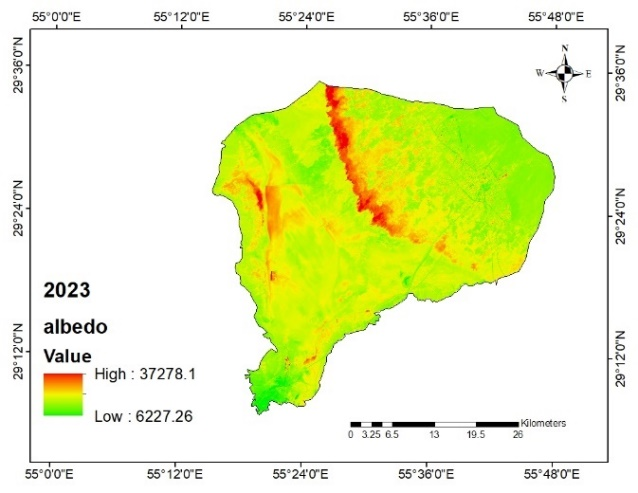 55°0'0"E 55°12'0"E 55°24'0"E 55°36'0"E 55°48'0"E
29°36'0"N 29°36'0"N
N
W E
S
29°24'0"N 29°24'0"N
2023
albedo
Value
High : 37278.1
Low : 6227.26
29°12'0"N 29°12'0"N
Kilometers
0 3.25 6.5 13 19.5 26
55°0'0"E 55°12'0"E 55°24'0"E 55°36'0"E 55°48'0"E